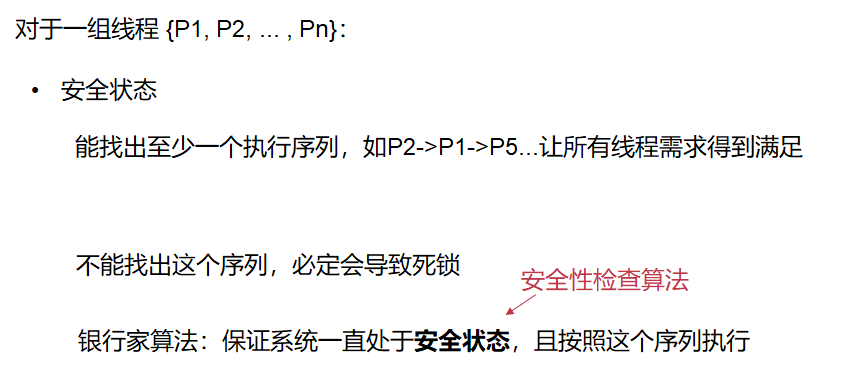 对于一组线程 {P1, P2, ... , Pn}：
• 安全状态
能找出至少一个执行序列，如P2->P1->P5...让所有线程需求得到满足
不能找出这个序列，必定会导致死锁
安全性检查算法
银行家算法：保证系统一直处于安全状态，且按照这个序列执行